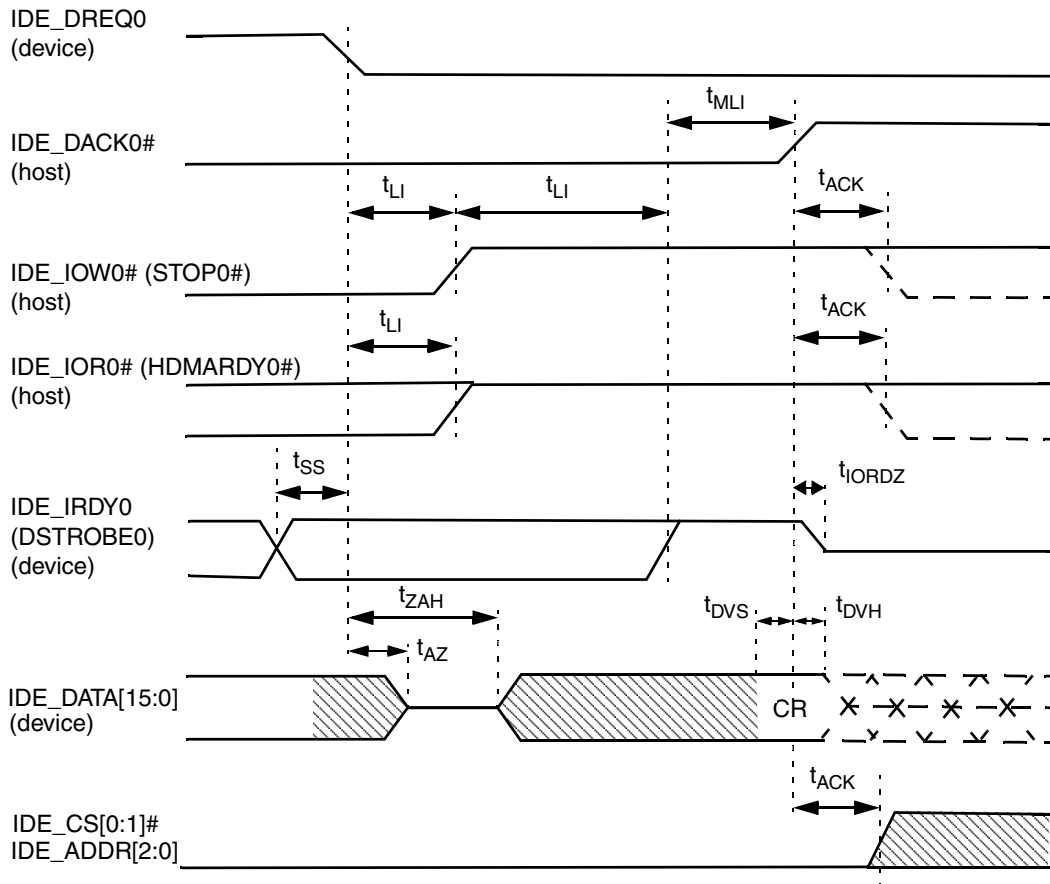 IDE_DREQ0
(device)
t_MLI
IDE_DACK0#
(host)
t_LI
t_LI
t_ACK
IDE_IOW0# (STOP0#)
(host)
t_LI
t_ACK
IDE_IOR0# (HDMARDY0#)
(host)
t_SS
t_IORDZ
IDE_IRDY0
(DSTROBE0)
(device)
t_ZAH
t_DVS
t_DVH
t_AZ
IDE_DATA[15:0]
(device)
CR
t_ACK
IDE_CS[0:1]#
IDE_ADDR[2:0]